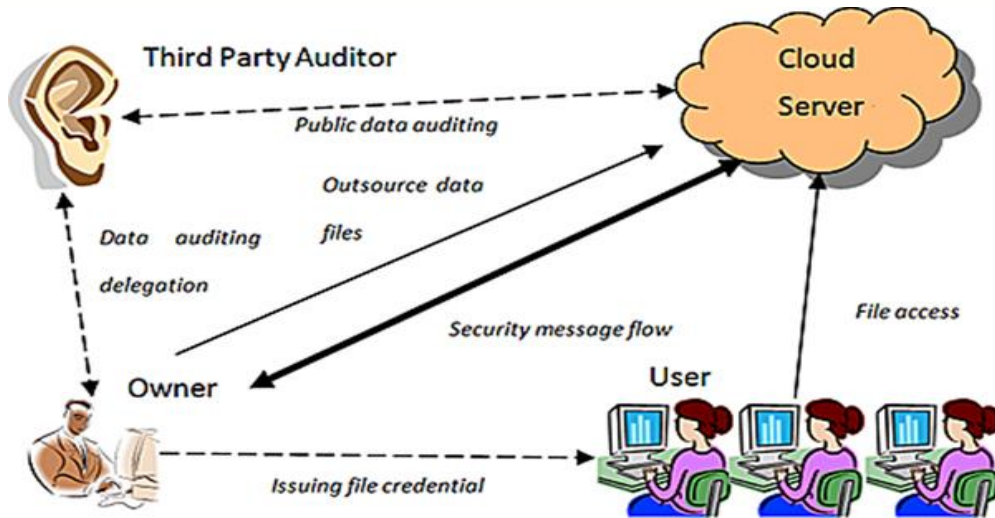 Third Party Auditor
Cloud
Server
Public data auditing
Outsource data
files
Data auditing
delegation
Security message flow
File access
Owner
User
Issuing file credential